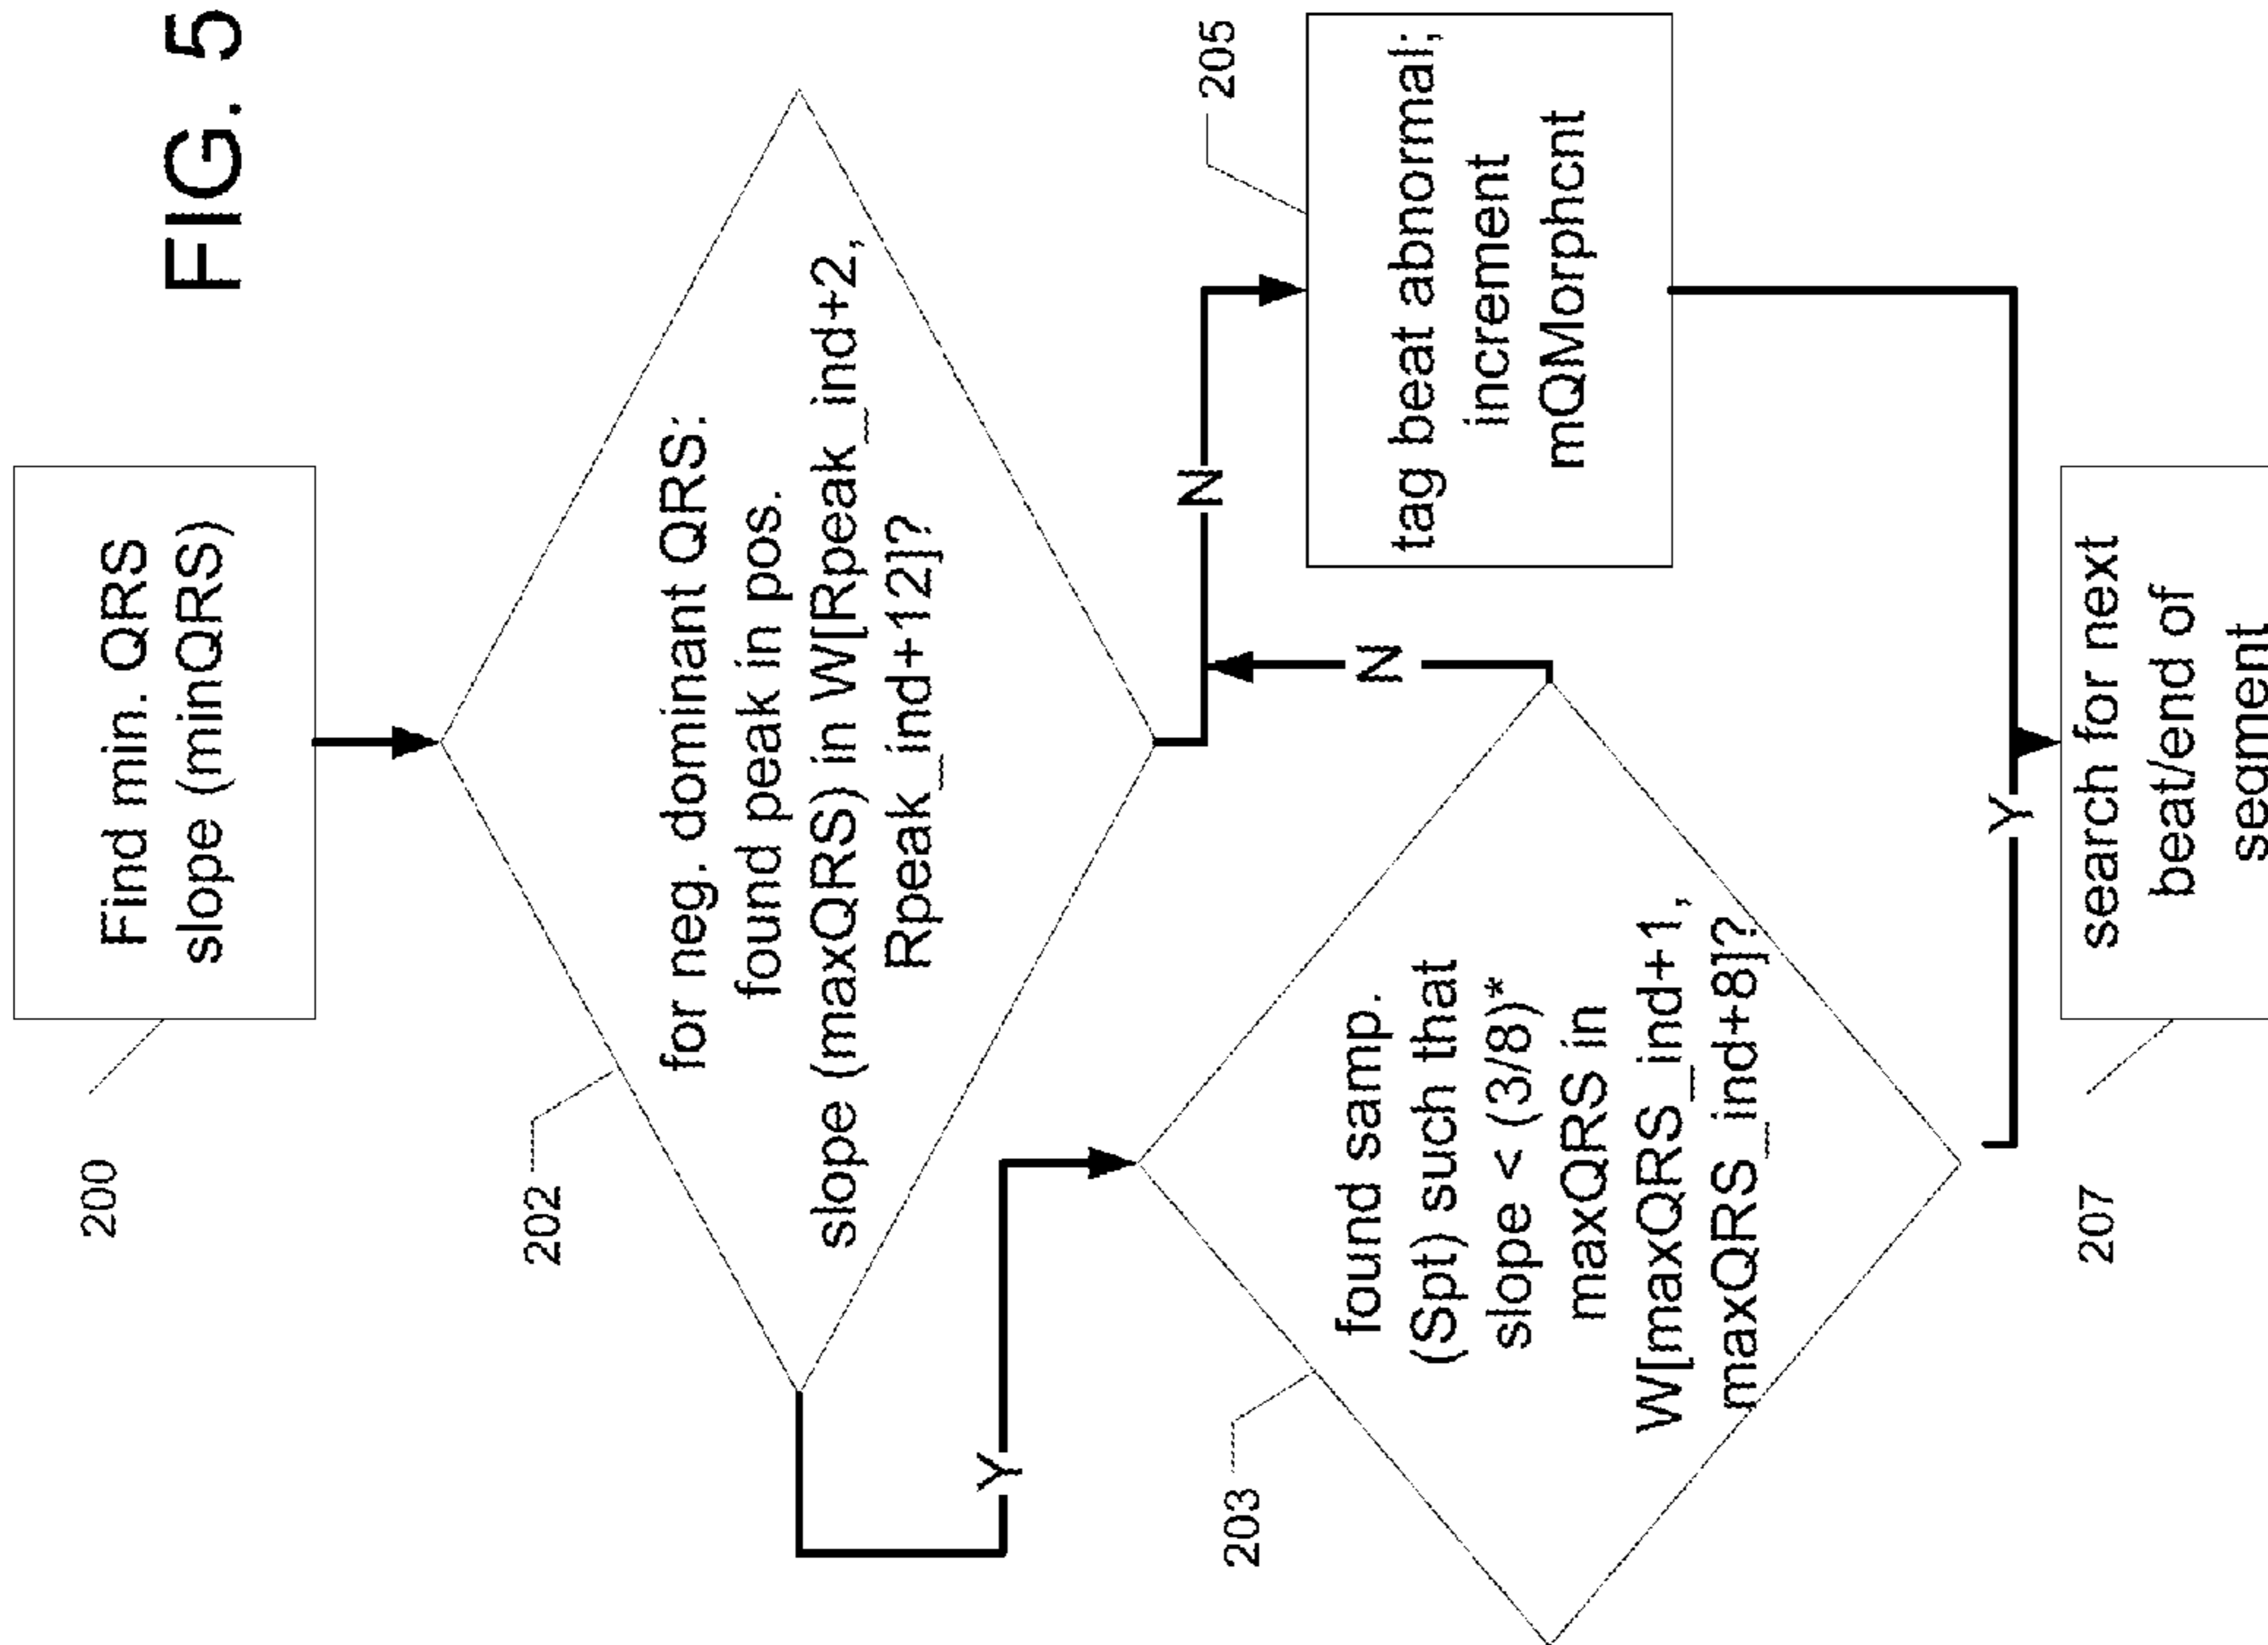 FIG. 5
200
Find min. QRS
slope (minQRS)
202
for neg. dominant QRS:
found peak in pos.
slope (maxQRS) in W[Rpeak_ind+2,
Rpeak_ind+12]?
Y
N
203
found samp.
(Spt) such that
slope < (3/8)*
maxQRS in
W[maxQRS_ind+1,
maxQRS_ind+8]?
N
205
tag beat abnormal;
increment
mQMorphcnt
Y
207
search for next
beat/end of
segment